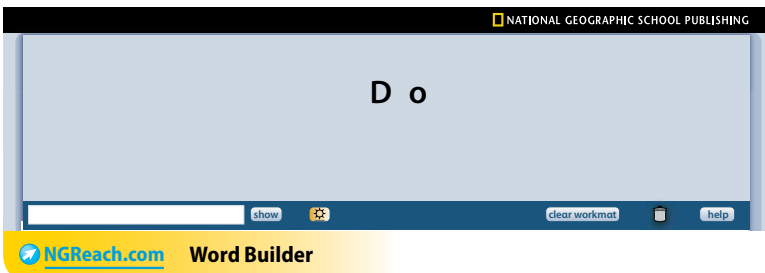 NATIONAL GEOGRAPHIC SCHOOL PUBLISHING
D o
show clear workmat help
NGReach.com Word Builder